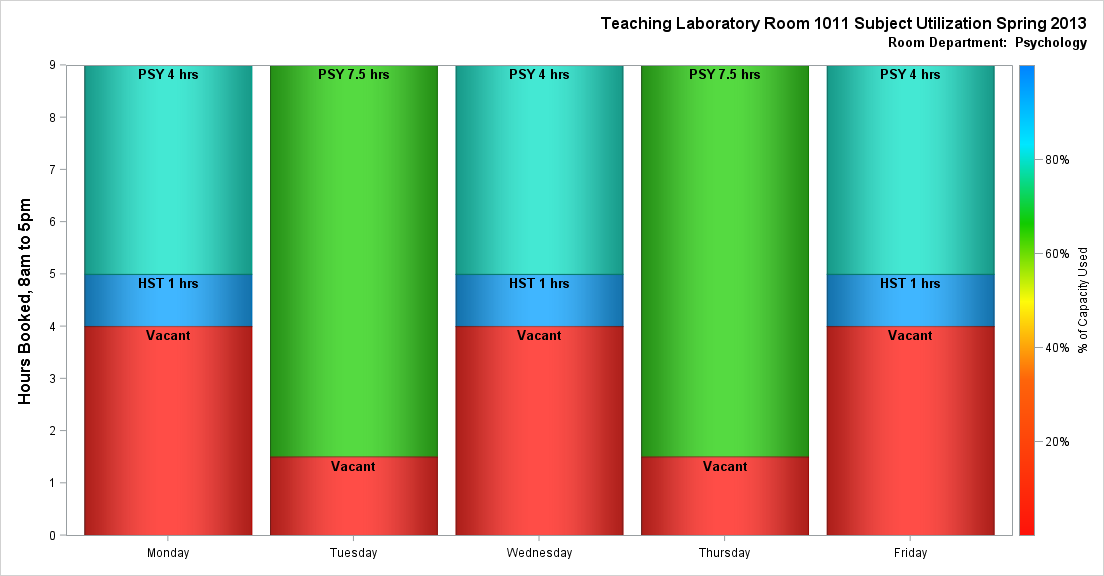 Teaching Laboratory Room 1011 Subject Utilization Spring 2013
Room Department:  Psychology
Hours Booked, 8am to 5pm
9
8
7
6
5
4
3
2
1
0
PSY 4 hrs
HST 1 hrs
Vacant
Monday
PSY 7.5 hrs
Vacant
Tuesday
PSY 4 hrs
HST 1 hrs
Vacant
Wednesday
PSY 7.5 hrs
Vacant
Thursday
PSY 4 hrs
HST 1 hrs
Vacant
Friday
80%
60%
40%
20%
% of Capacity Used